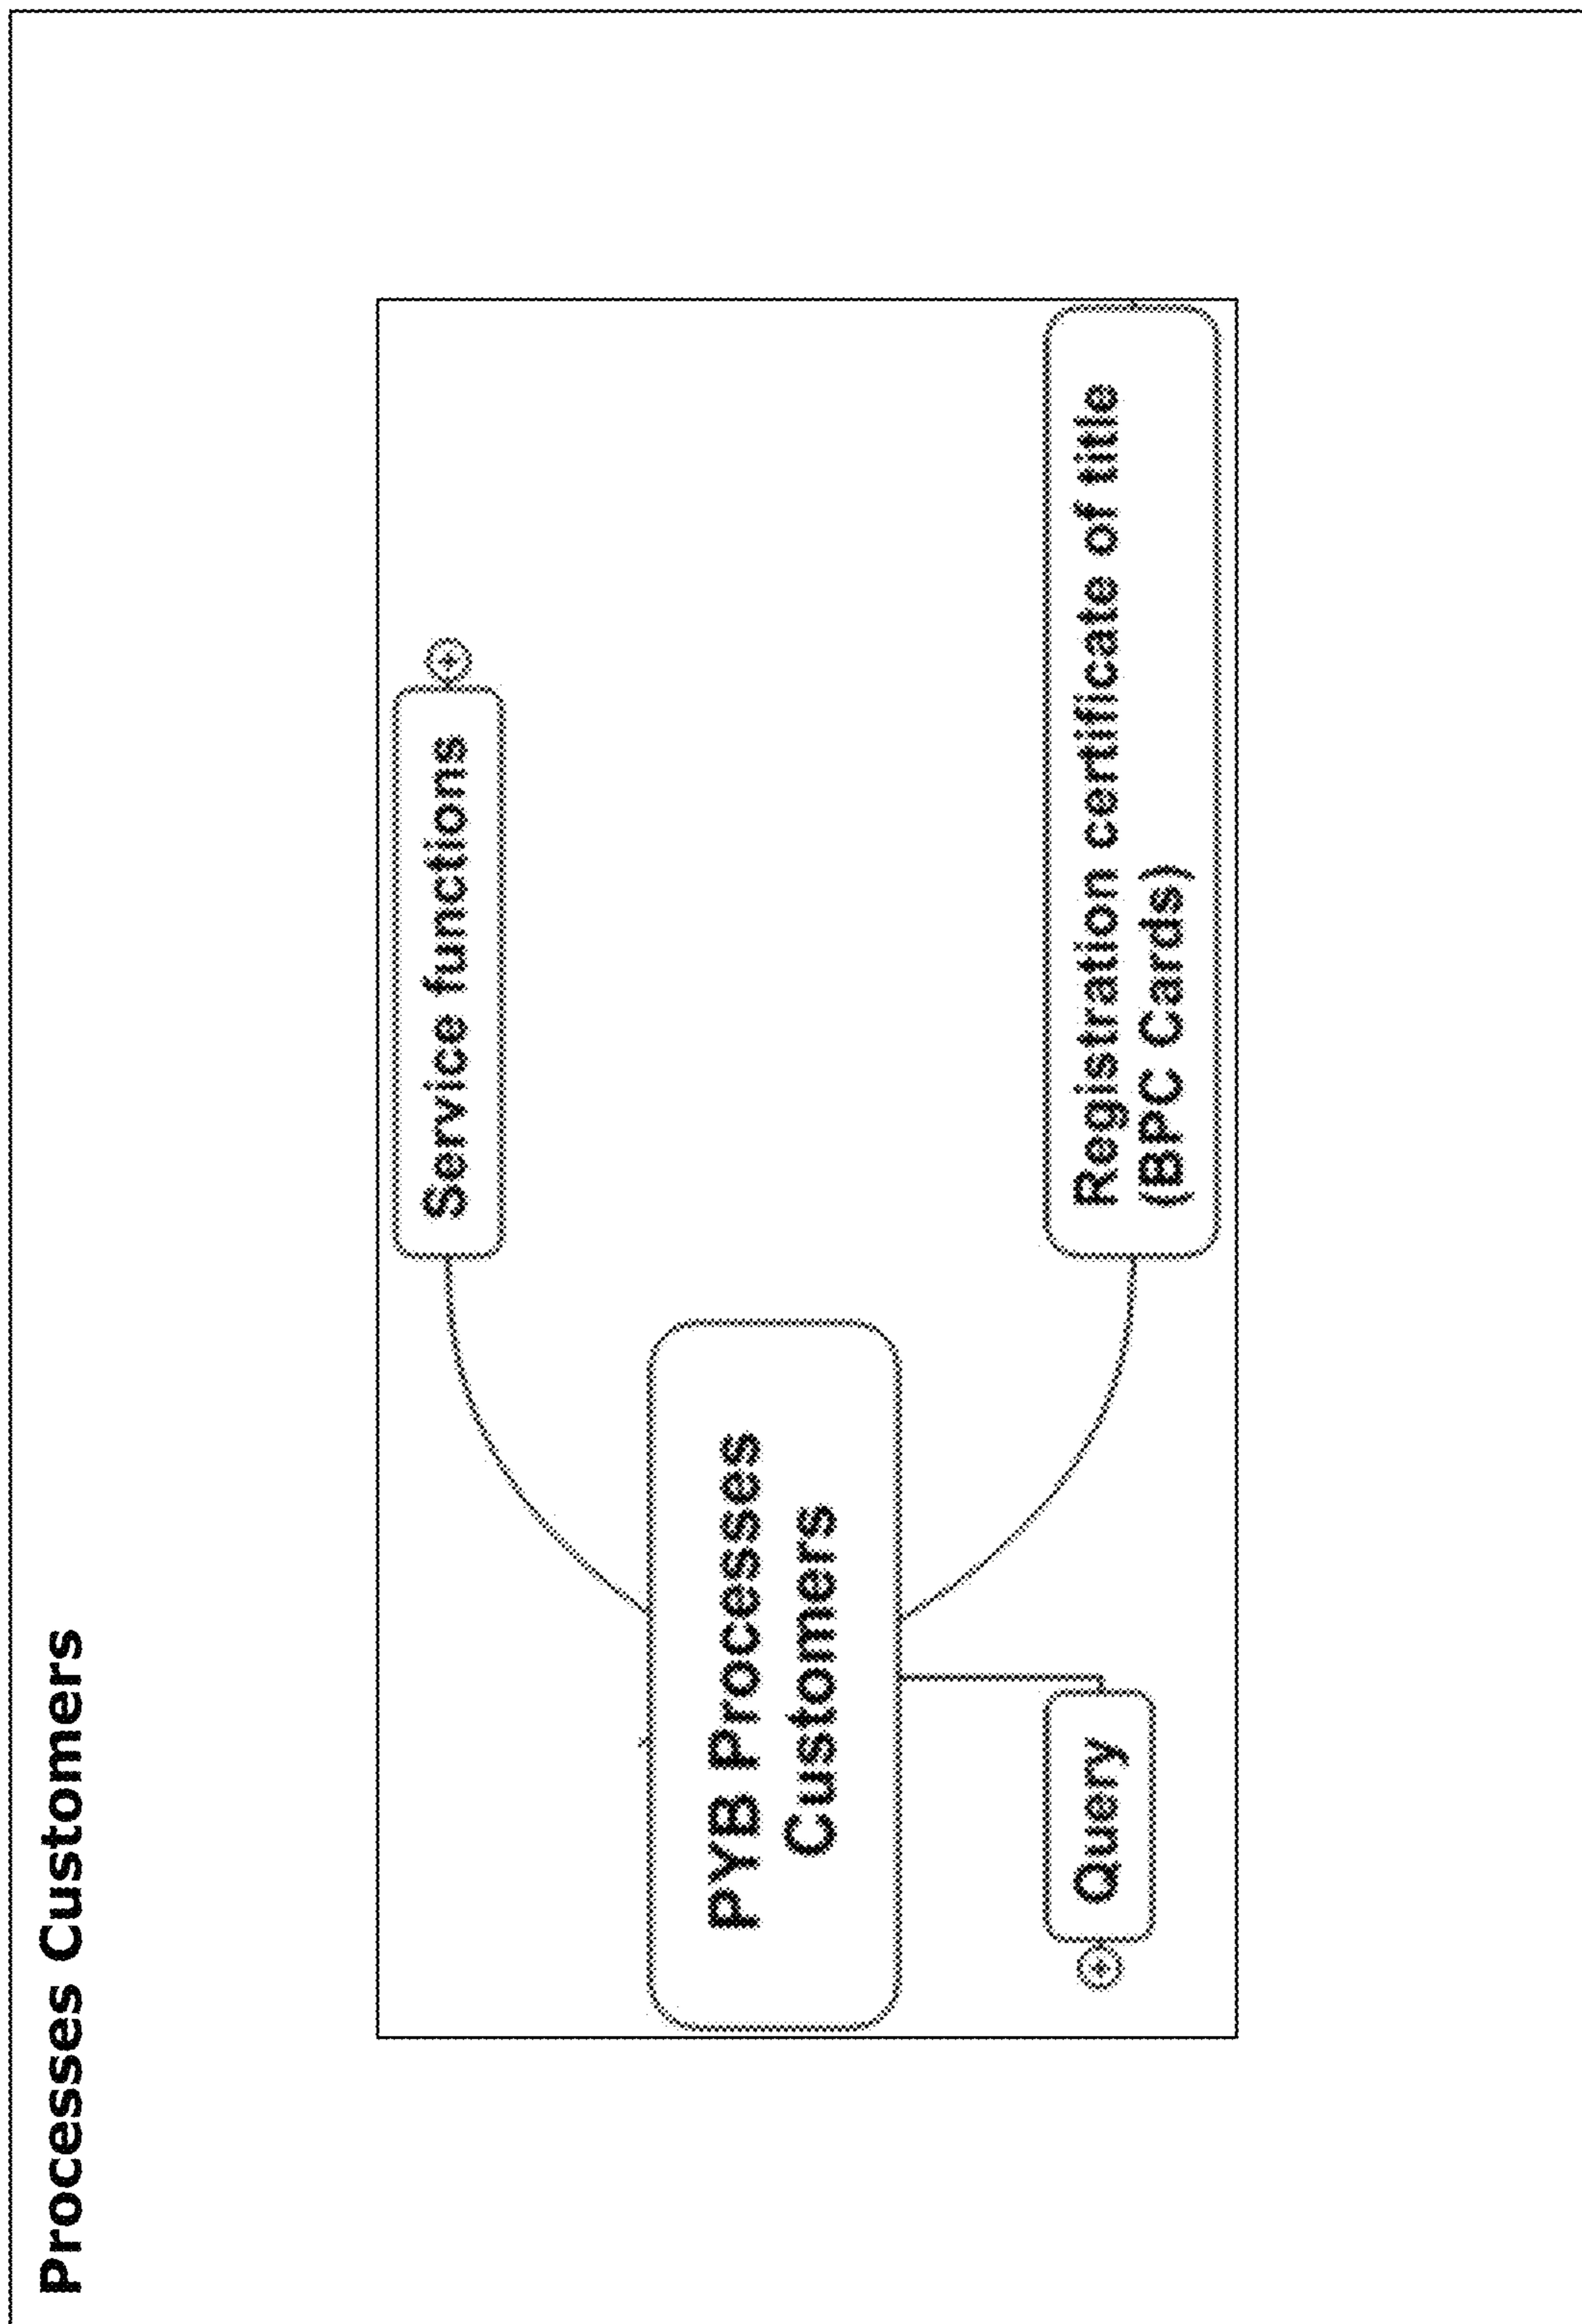 Processes Customers
Service functions
PYB Processes
Customers
Registration certificate of title
(BPC Cards)
Query